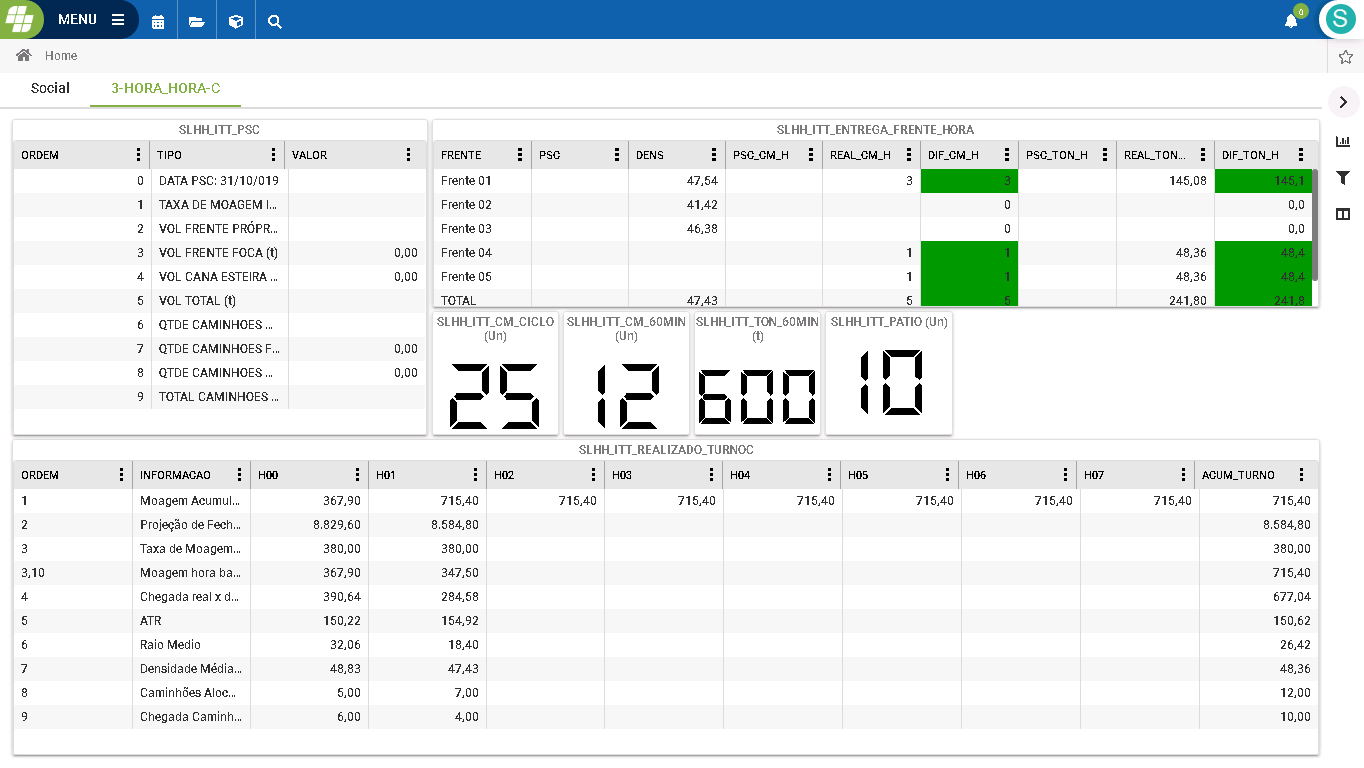 MENU
0
S
Home
Social 3-HORA_HORA-C
SLHH_ITT_PSC
ORDEM TIPO VALOR
0 DATA PSC: 31/10/019
1 TAXA DE MOAGEM I...
2 VOL FRENTE PRÓPR...
3 VOL FRENTE FOCA (t) 0,00
4 VOL CANA ESTEIRA ... 0,00
5 VOL TOTAL (t)
6 QTDE CAMINHOES ...
7 QTDE CAMINHOES F... 0,00
8 QTDE CAMINHOES ... 0,00
9 TOTAL CAMINHOES ...
SLHH_ITT_ENTREGA_FRENTE_HORA
FRENTE PSC DENS PSC_CM_H REAL_CM_H DIF_CM_H PSC_TON_H REAL_TON... DIF_TON_H
Frente 01 47,54 3 3 145,08 145,1
Frente 02 41,42 0 0,0
Frente 03 46,38 0 0,0
Frente 04 1 1 48,36 48,4
Frente 05 1 1 48,36 48,4
TOTAL 47,43 5 5 241,80 241,8
SLHH_ITT_CM_CICLO
(Un)
25
SLHH_ITT_CM_60MIN
(Un)
12
SLHH_ITT_TON_60MIN
(t)
600
SLHH_ITT_PATIO (Un)
10
SLHH_ITT_REALIZADO_TURNOC
ORDEM INFORMACAO H00 H01 H02 H03 H04 H05 H06 H07 ACUM_TURNO
1 Moagem Acumul... 367,90 715,40 715,40 715,40 715,40 715,40 715,40 715,40 715,40
2 Projeção de Fech... 8.829,60 8.584,80 8.584,80
3 Taxa de Moagem... 380,00 380,00 380,00
3,10 Moagem hora ba... 367,90 347,50 715,40
4 Chegada real x d... 390,64 284,58 677,04
5 ATR 150,22 154,92 150,62
6 Raio Medio 32,06 18,40 26,42
7 Densidade Média... 48,83 47,43 48,36
8 Caminhões Aloc... 5,00 7,00 12,00
9 Chegada Caminh... 6,00 4,00 10,00